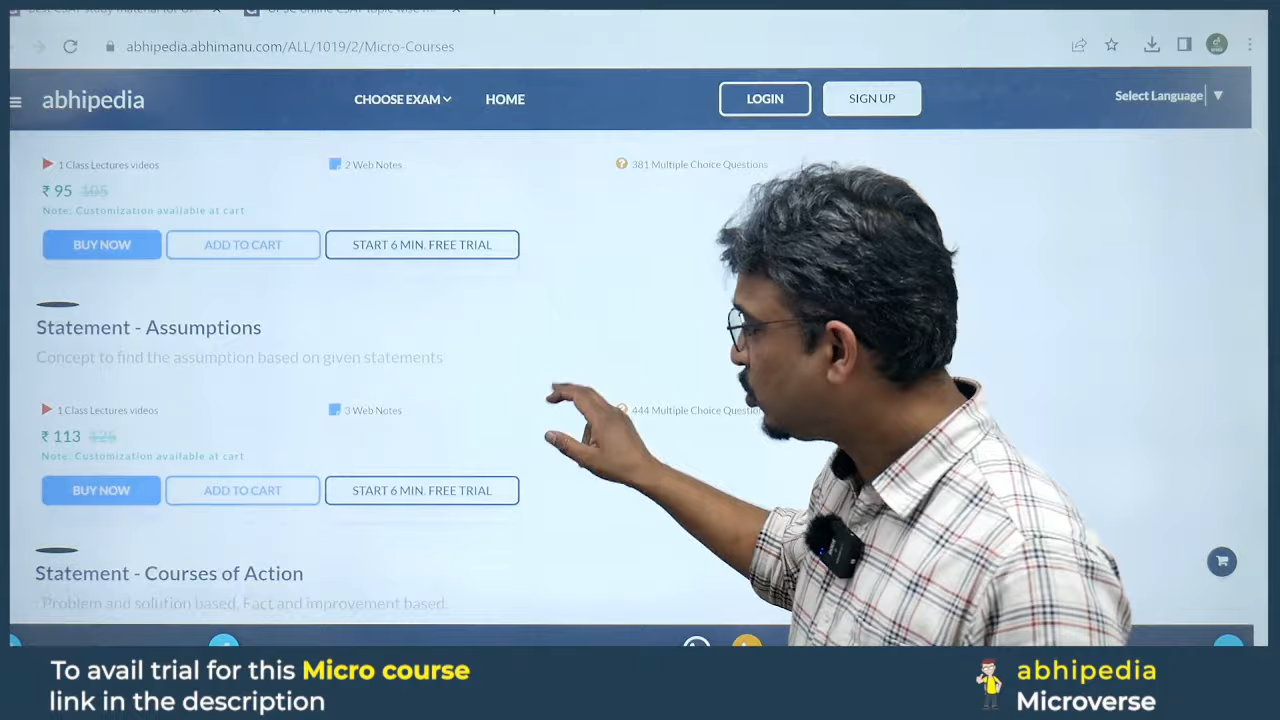 abhipedia.abhimanu.com/ALL/1019/2/Micro-Courses
abhipedia
CHOOSE EXAM
HOME
LOGIN
SIGN UP
Select Language
1 Class Lectures videos
2 Web Notes
381 Multiple Choice Questions
₹ 95 105
Note: Customization available at cart
BUY NOW
ADD TO CART
START 6 MIN. FREE TRIAL
Statement - Assumptions
Concept to find the assumption based on given statements
1 Class Lectures videos
3 Web Notes
444 Multiple Choice
₹ 113 126
Note: Customization available at cart
BUY NOW
ADD TO CART
START 6 MIN. FREE TRIAL
Statement - Courses of Action
Problem and solution based, Fact and improvement based.
To avail trial for this Micro course
link in the description
abhipedia
Microverse